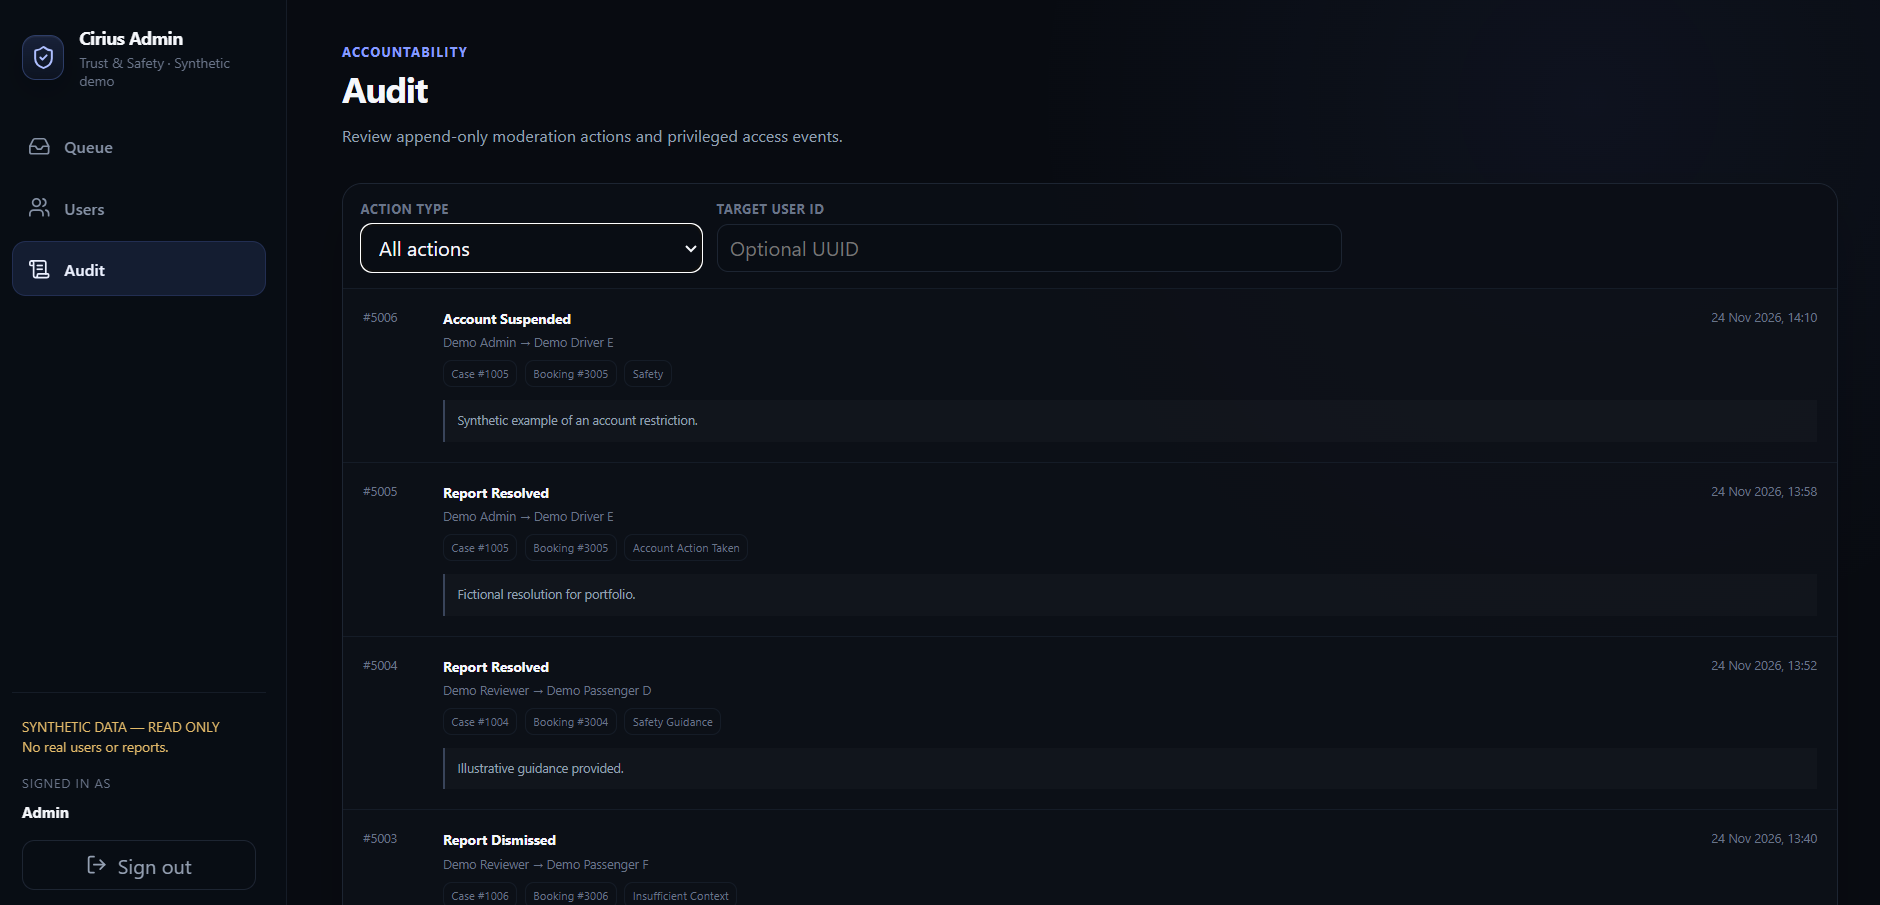 Cirius Admin
Trust & Safety · Synthetic
demo
Queue
Users
Audit
SYNTHETIC DATA — READ ONLY
No real users or reports.
SIGNED IN AS
Admin
Sign out
ACCOUNTABILITY
Audit
Review append-only moderation actions and privileged access events.
ACTION TYPE
TARGET USER ID
All actions
Optional UUID
#5006
Account Suspended
24 Nov 2026, 14:10
Demo Admin → Demo Driver E
Case #1005
Booking #3005
Safety
Synthetic example of an account restriction.
#5005
Report Resolved
24 Nov 2026, 13:58
Demo Admin → Demo Driver E
Case #1005
Booking #3005
Account Action Taken
Fictional resolution for portfolio.
#5004
Report Resolved
24 Nov 2026, 13:52
Demo Reviewer → Demo Passenger D
Case #1004
Booking #3004
Safety Guidance
Illustrative guidance provided.
#5003
Report Dismissed
24 Nov 2026, 13:40
Demo Reviewer → Demo Passenger F
Case #1006
Booking #3006
Insufficient Context